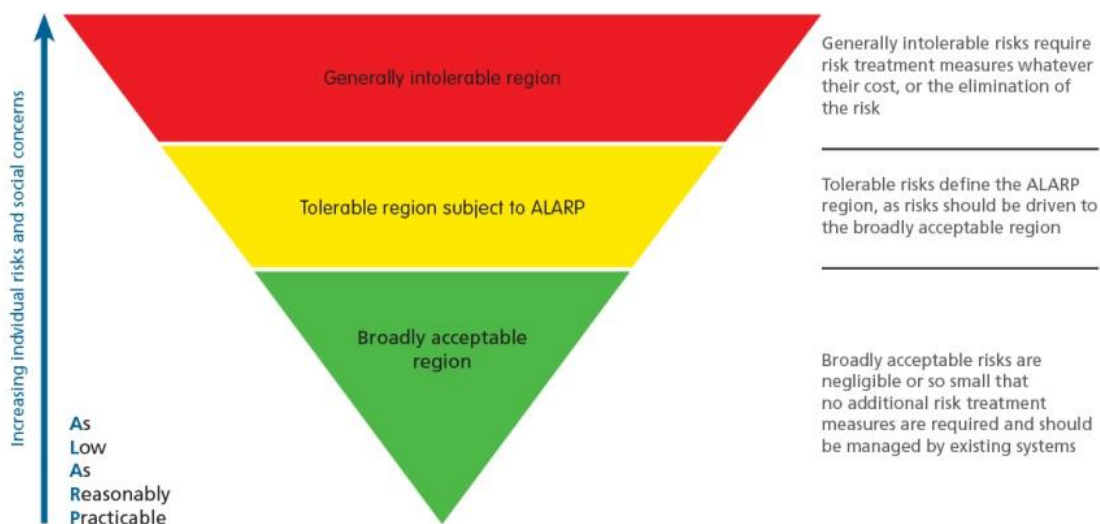 Increasing indvidual risks and social concerns
Generally intolerable region
Generally intolerable risks require
risk treatment measures whatever
their cost, or the elimination of
the risk
Tolerable region subject to ALARP
Tolerable risks define the ALARP
region, as risks should be driven to
the broadly acceptable region
Broadly acceptable
region
Broadly acceptable risks are
negligible or so small that
no additional risk treatment
measures are required and should
be managed by existing systems
As
Low
As
Reasonably
Practicable